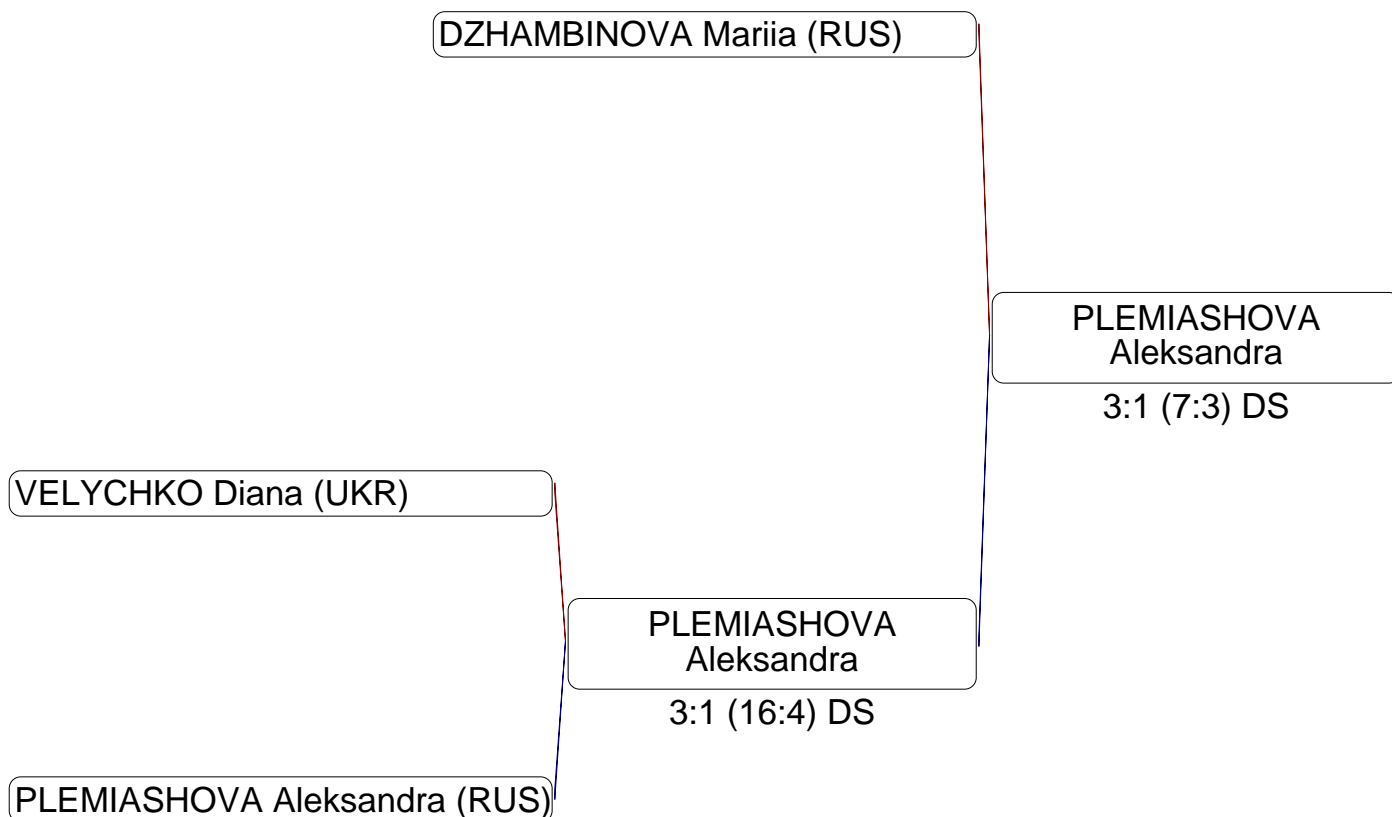 DZHAMBINOVA Mariia (RUS)
PLEMIASHOVA
Aleksandra
3:1 (7:3) DS
VELYCHKO Diana (UKR)
PLEMIASHOVA
Aleksandra
3:1 (16:4) DS
PLEMIASHOVA Aleksandra (RUS)